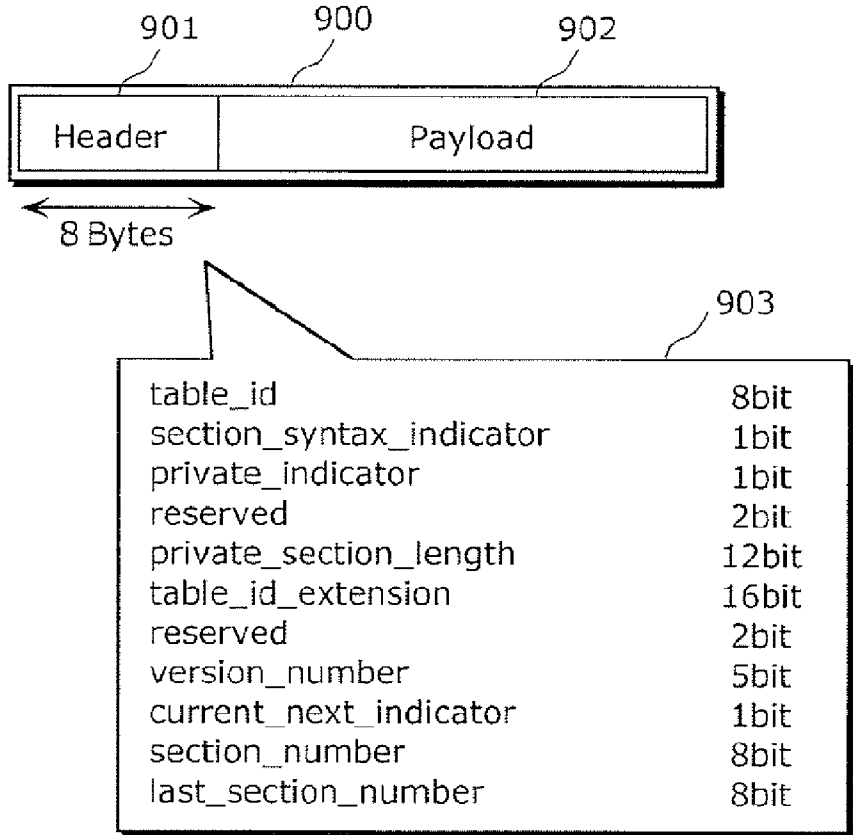 901 900 902
Header Payload
8 Bytes
903
table_id 8bit
section_syntax_indicator 1bit
private_indicator 1bit
reserved 2bit
private_section_length 12bit
table_id_extension 16bit
reserved 2bit
version_number 5bit
current_next_indicator 1bit
section_number 8bit
last_section_number 8bit